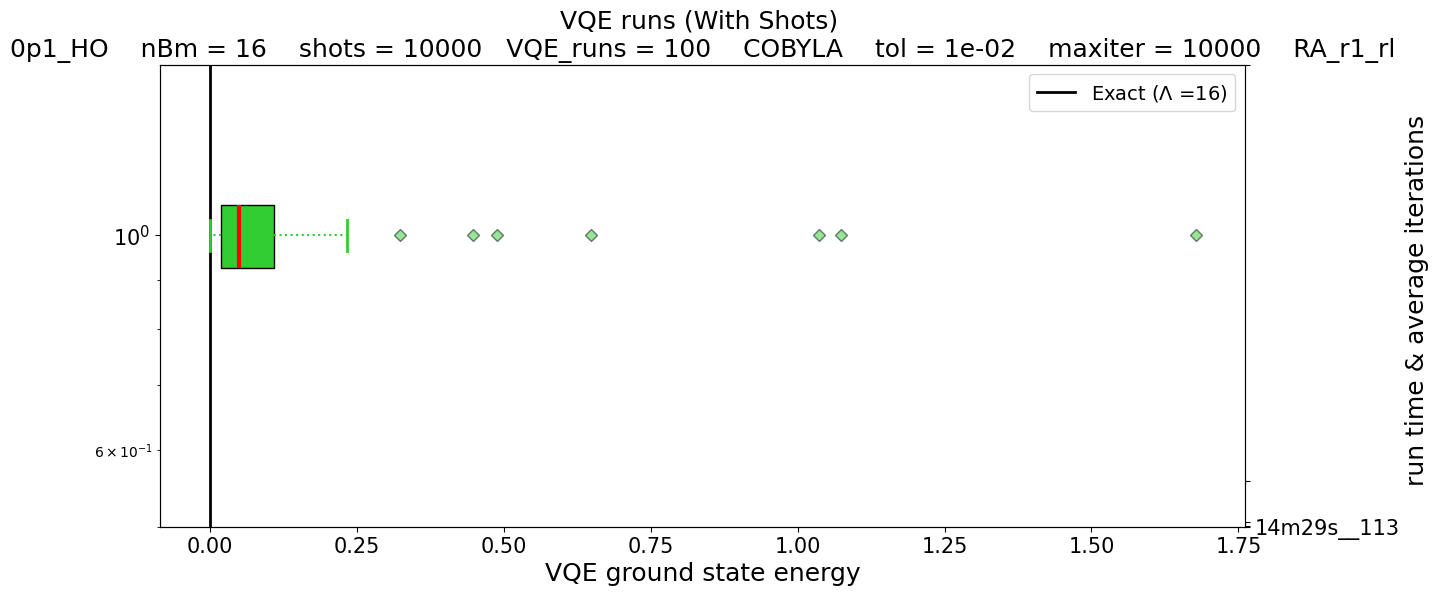 VQE runs (With Shots)
0p1_HO nBm = 16 shots = 10000 VQE_runs = 100 COBYLA tol = 1e-02 maxiter = 10000 RA_r1_rl
Exact (Λ =16)
10⁰
6 × 10⁻¹
0.00 0.25 0.50 0.75 1.00 1.25 1.50 1.75
VQE ground state energy
14m29s__113
run time & average iterations